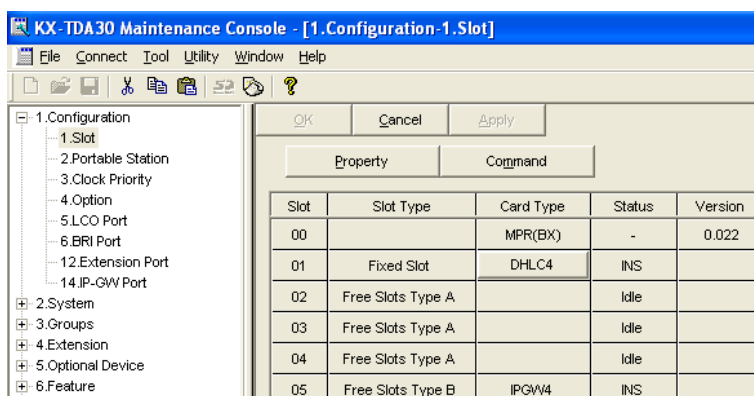 KX-TDA30 Maintenance Console - [1.Configuration-1.Slot]
File Connect Tool Utility Window Help
1.Configuration
1.Slot
2.Portable Station
3.Clock Priority
4.Option
5.LCO Port
6.BRI Port
12.Extension Port
14.IP-GW Port
2.System
3.Groups
4.Extension
5.Optional Device
6.Feature
OK Cancel Apply
Property Command
Slot Slot Type Card Type Status Version
00 MPR(BX) - 0.022
01 Fixed Slot DHLC4 INS
02 Free Slots Type A Idle
03 Free Slots Type A Idle
04 Free Slots Type A Idle
05 Free Slots Type B IPGW4 INS